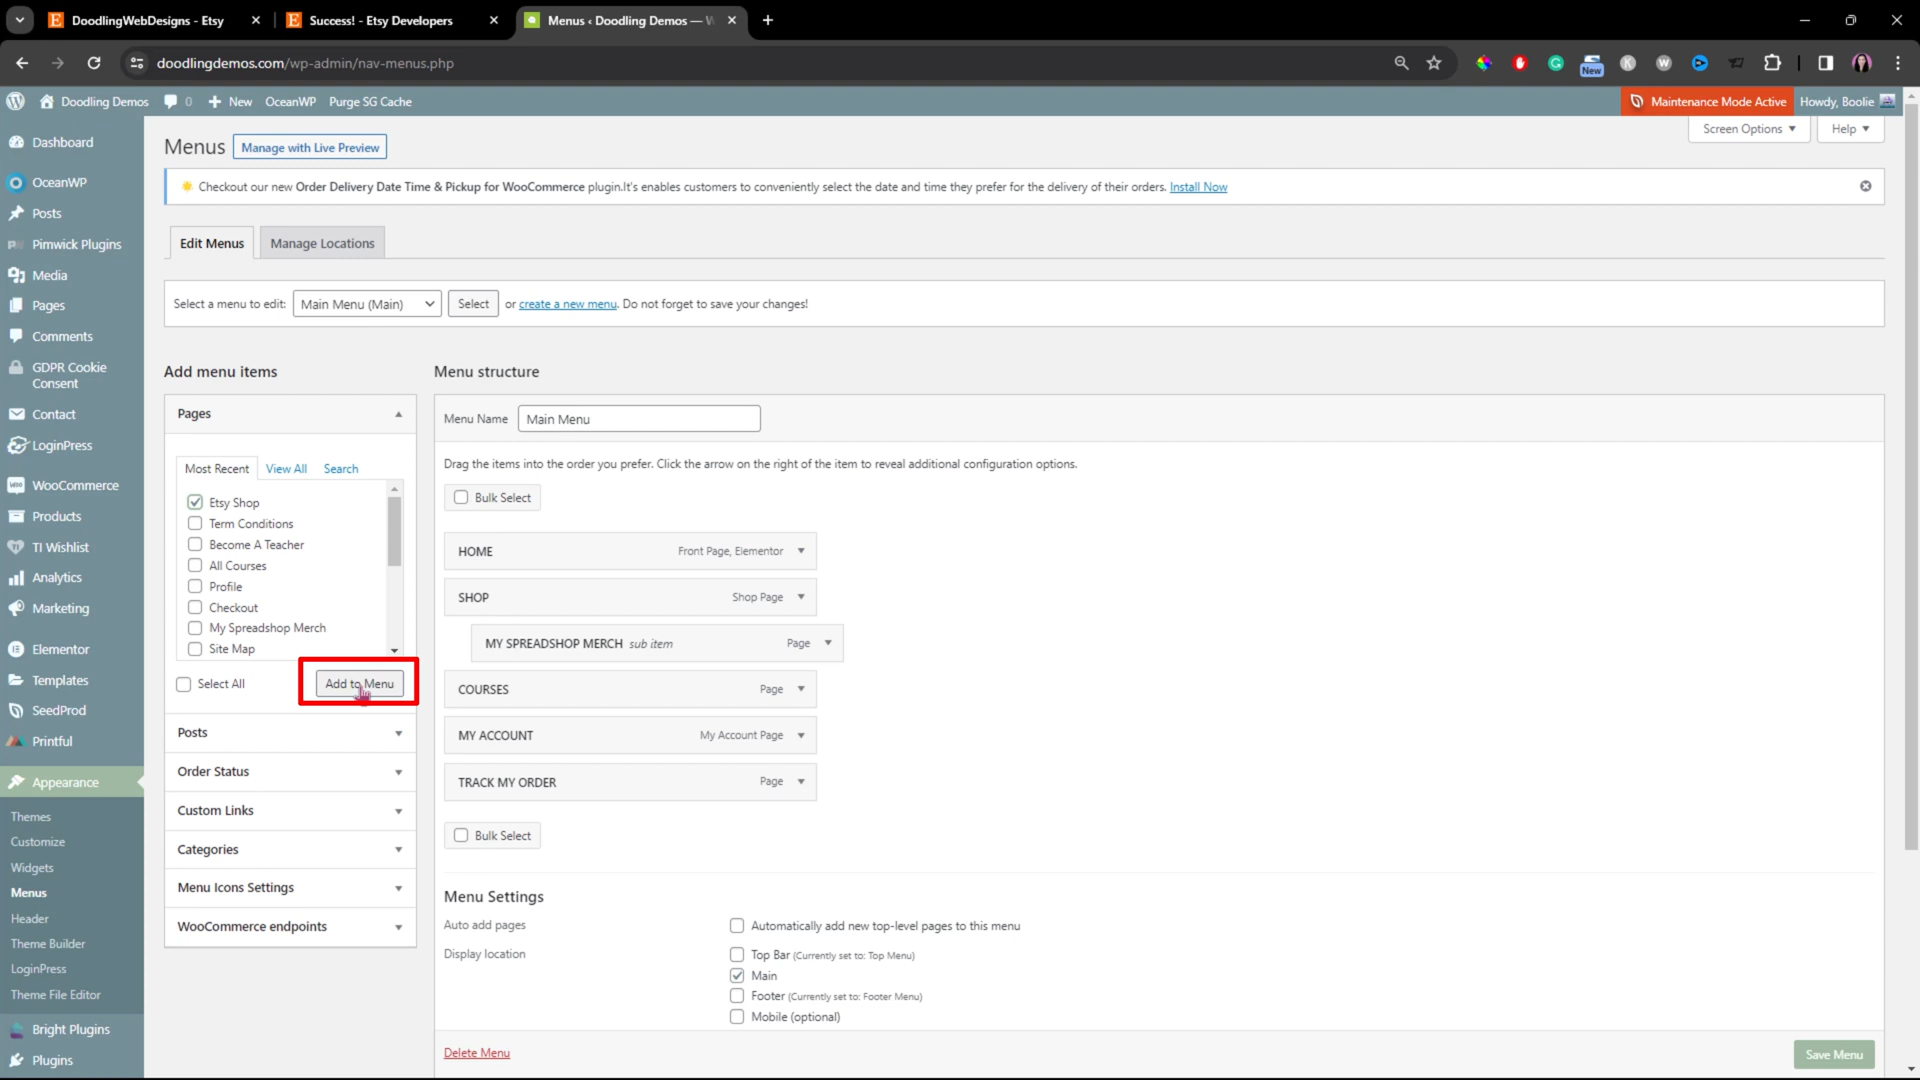 DoodlingWebDesigns - Etsy
Success! - Etsy Developers
Menus ‹ Doodling Demos — W
doodlingdemos.com/wp-admin/nav-menus.php
New
Doodling Demos
0
New
OceanWP
Purge SG Cache
Maintenance Mode Active
Howdy, Boolie
Dashboard
OceanWP
Posts
Pimwick Plugins
Media
Pages
Comments
GDPR Cookie
Consent
Contact
LoginPress
WooCommerce
Products
TI Wishlist
Analytics
Marketing
Elementor
Templates
SeedProd
Printful
Appearance
Themes
Customize
Widgets
Menus
Header
Theme Builder
LoginPress
Theme File Editor
Bright Plugins
Plugins
Screen Options
Help
Menus
Manage with Live Preview
Checkout our new Order Delivery Date Time & Pickup for WooCommerce plugin.It's enables customers to conveniently select the date and time they prefer for the delivery of their orders. Install Now
Edit Menus
Manage Locations
Select a menu to edit: Main Menu (Main) Select or create a new menu. Do not forget to save your changes!
Add menu items
Pages
Most Recent
View All
Search
Etsy Shop
Term Conditions
Become A Teacher
All Courses
Profile
Checkout
My Spreadshop Merch
Site Map
Select All
Add to Menu
Posts
Order Status
Custom Links
Categories
Menu Icons Settings
WooCommerce endpoints
Menu structure
Menu Name Main Menu
Drag the items into the order you prefer. Click the arrow on the right of the item to reveal additional configuration options.
Bulk Select
HOME Front Page, Elementor
SHOP Shop Page
MY SPREADSHOP MERCH sub item Page
COURSES Page
MY ACCOUNT My Account Page
TRACK MY ORDER Page
Bulk Select
Menu Settings
Auto add pages
Automatically add new top-level pages to this menu
Display location
Top Bar (Currently set to: Top Menu)
Main
Footer (Currently set to: Footer Menu)
Mobile (optional)
Delete Menu
Save Menu